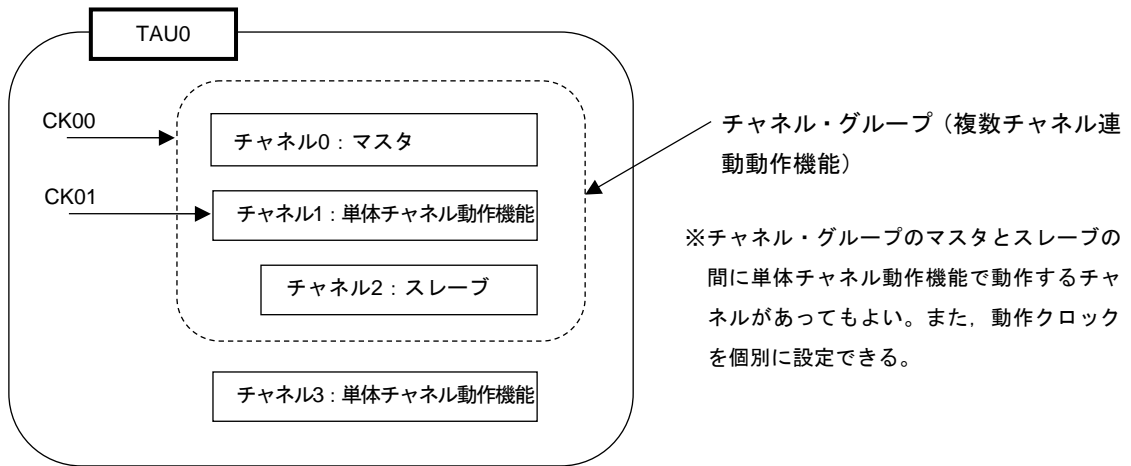 TAU0
CK00
チャネル0：マスタ
CK01
チャネル1：単体チャネル動作機能
チャネル2：スレーブ
チャネル3：単体チャネル動作機能
チャネル・グループ（複数チャネル連
動動作機能）
※チャネル・グループのマスタとスレーブの
間に単体チャネル動作機能で動作するチャ
ネルがあってもよい。また，動作クロック
を個別に設定できる。